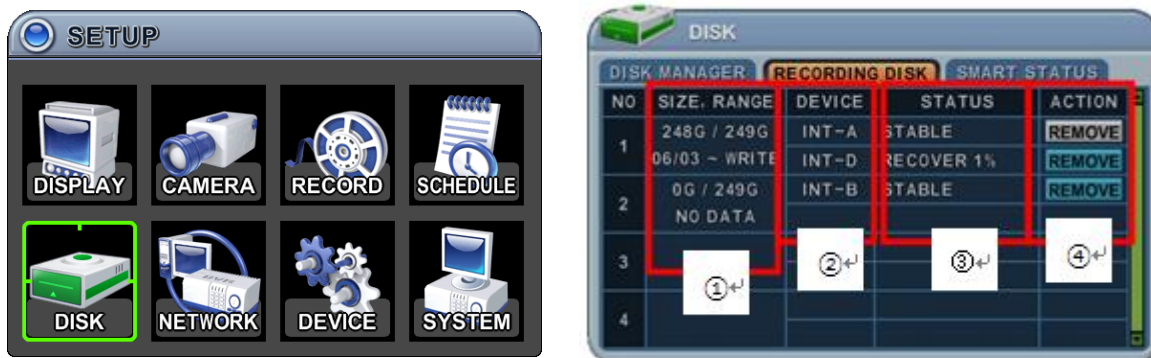 SETUP
DISPLAY CAMERA RECORD SCHEDULE
DISK NETWORK DEVICE SYSTEM
DISK
DISK MANAGER RECORDING DISK SMART STATUS
NO SIZE, RANGE DEVICE STATUS ACTION
1 248G / 249G INT-A STABLE REMOVE
06/03 ~ WRITE INT-D RECOVER 1% REMOVE
2 0G / 249G INT-B STABLE REMOVE
NO DATA
3
① ② ③ ④
4